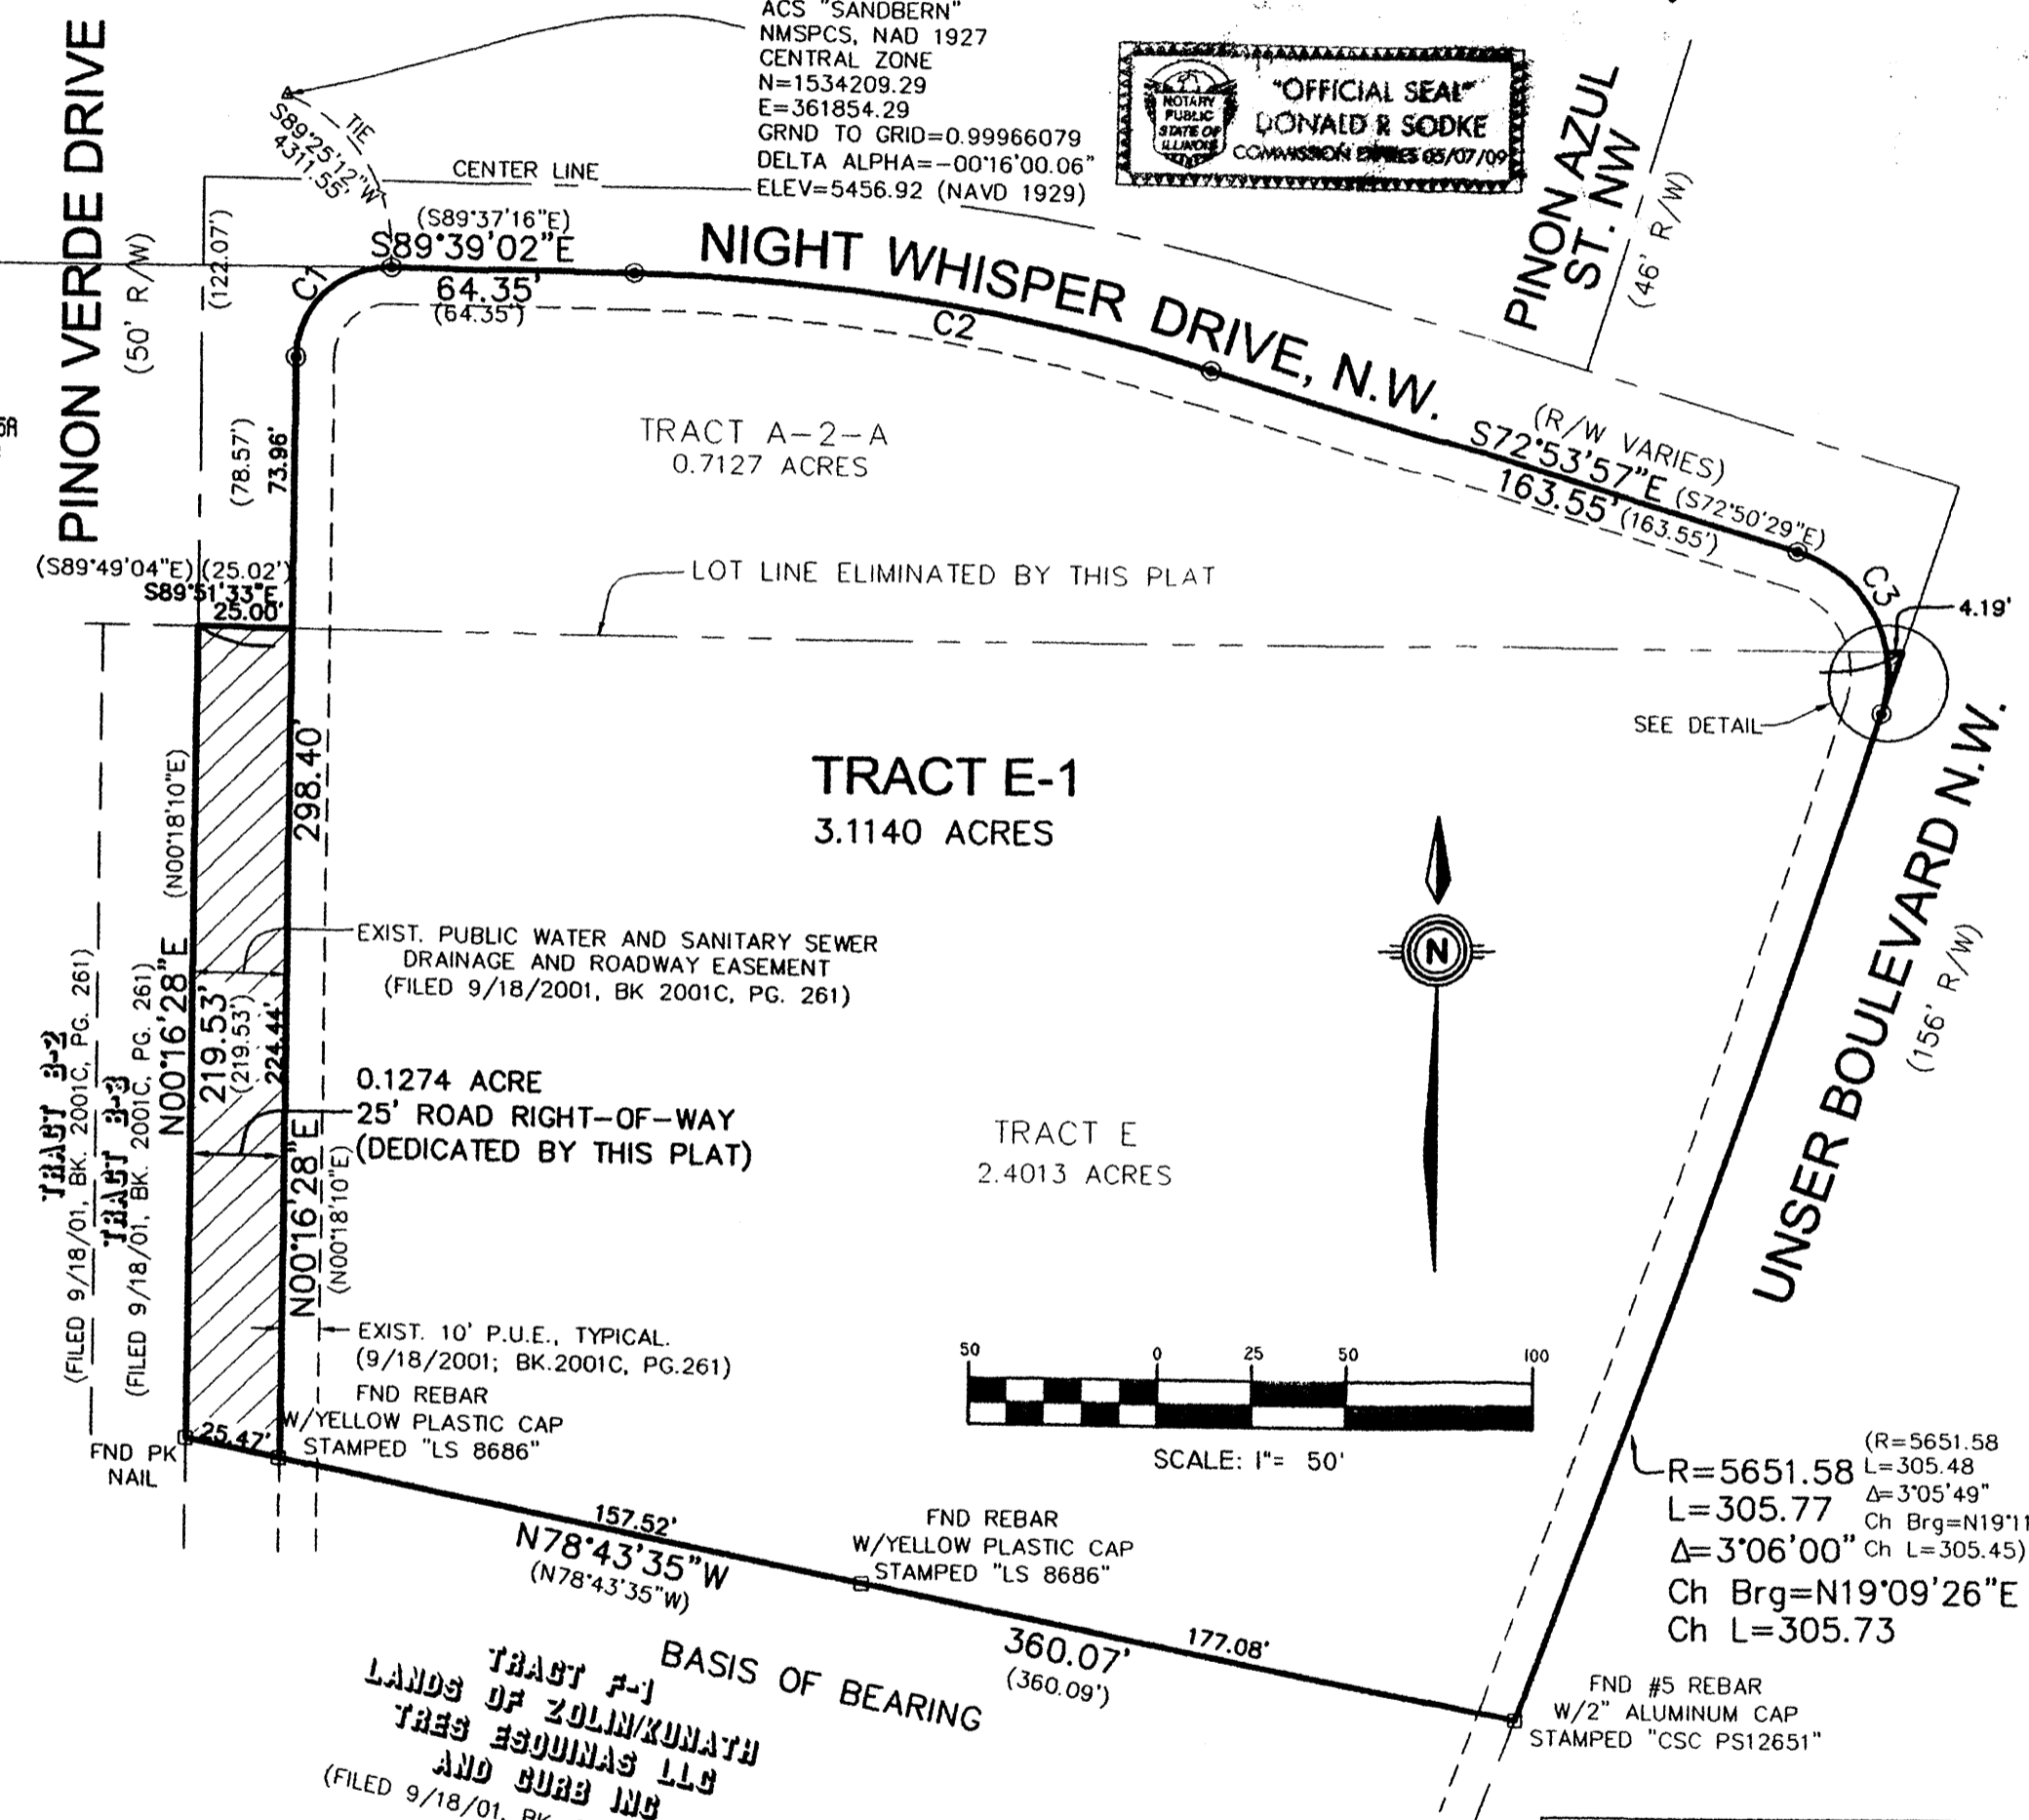 ACS "SANDBERN"
NMSPCS, NAD 1927
CENTRAL ZONE
N=1534209.29
E=361854.29
GRND TO GRID=0.99966079
DELTA ALPHA=-00°16'00.06"
ELEV=5456.92 (NAVD 1929)
NOTARY
PUBLIC
STATE OF
ILLINOIS
"OFFICIAL SEAL"
DONALD R SODKE
COMMISSION EXPIRES 05/07/09
PINON AZUL
ST. NW
(46' R/W)
PINON VERDE DRIVE
(50' R/W)
TIE
S89°25'12"W
4311.55'
CENTER LINE
(122.07')
(S89°37'16"E)
S89°39'02"E
64.35'
(64.35')
C1
NIGHT WHISPER DRIVE, N.W.
C2
(R/W VARIES)
S72°53'57"E (S72°50'29"E)
163.55' (163.55')
C3
4.19'
TRACT A-2-A
0.7127 ACRES
(78.57')
73.96'
(S89°49'04"E) (25.02')
S89°51'33"E
25.00'
LOT LINE ELIMINATED BY THIS PLAT
SEE DETAIL
UNSER BOULEVARD N.W.
(156' R/W)
TRACT E-1
3.1140 ACRES
298.40'
(N00°18'10"E)
N00°16'28"E
219.53'
(219.53')
224.44'
EXIST. PUBLIC WATER AND SANITARY SEWER
DRAINAGE AND ROADWAY EASEMENT
(FILED 9/18/2001, BK 2001C, PG. 261)
0.1274 ACRE
25' ROAD RIGHT-OF-WAY
(DEDICATED BY THIS PLAT)
N00°16'28"E
(N00°18'10"E)
TRACT E
2.4013 ACRES
N
TRACT B-2
(FILED 9/18/01, BK. 2001C, PG. 261)
TRACT B-3
(FILED 9/18/01, BK. 2001C, PG. 261)
EXIST. 10' P.U.E., TYPICAL.
(9/18/2001; BK.2001C, PG.261)
FND REBAR
W/YELLOW PLASTIC CAP
STAMPED "LS 8686"
25.47'
FND PK
NAIL
50 0 25 50 100
SCALE: 1"= 50'
157.52'
N78°43'35"W
(N78°43'35"W)
FND REBAR
W/YELLOW PLASTIC CAP
STAMPED "LS 8686"
BASIS OF BEARING
360.07'
(360.09')
177.08'
R=5651.58
L=305.77
Δ=3°06'00"
Ch Brg=N19°09'26"E
Ch L=305.73
(R=5651.58
L=305.48
Δ=3°05'49"
Ch Brg=N19°11
Ch L=305.45)
FND #5 REBAR
W/2" ALUMINUM CAP
STAMPED "CSC PS12651"
TRACT F-1
LANDS OF ZOLIN/KUNATH
TRES ESQUINAS LLC
AND CURB INC
(FILED 9/18/01, BK.